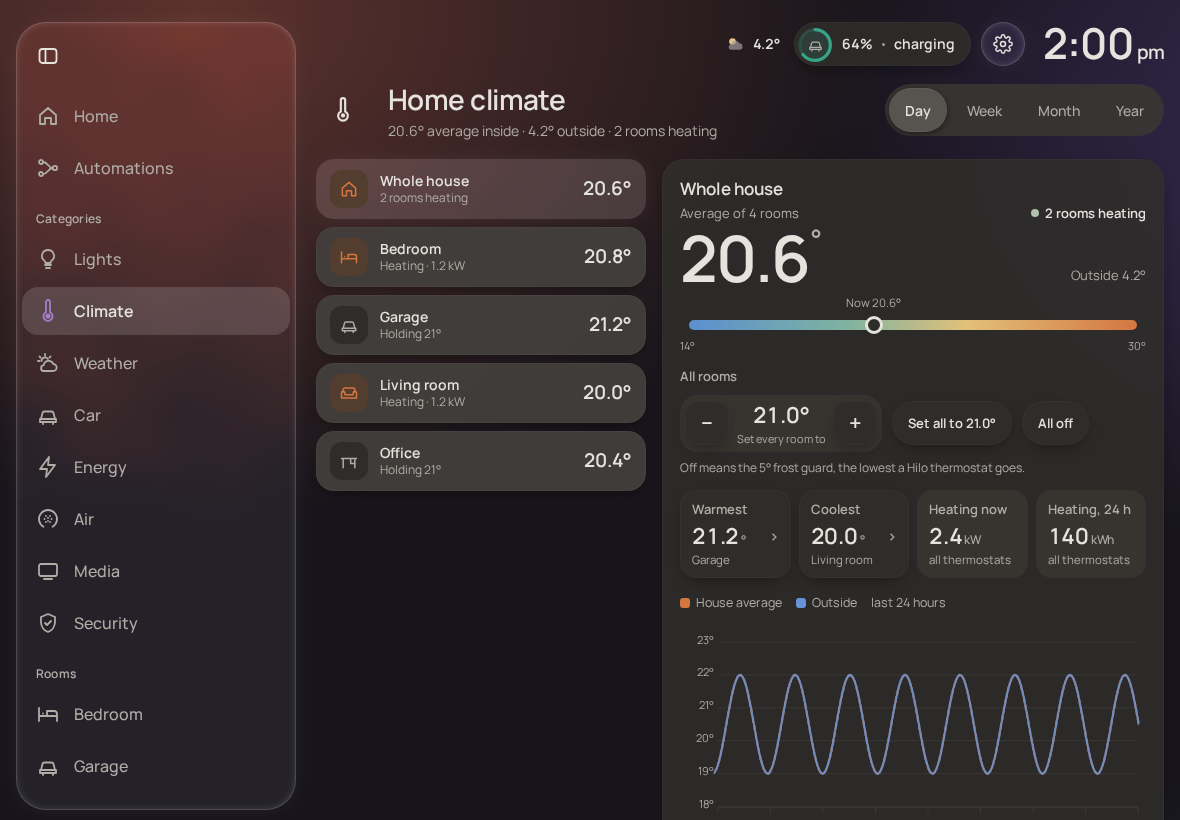 4.2°
64% • charging
2:00 pm
Home
Automations
Categories
Lights
Climate
Weather
Car
Energy
Air
Media
Security
Rooms
Bedroom
Garage
Home climate
20.6° average inside · 4.2° outside · 2 rooms heating
Day
Week
Month
Year
Whole house
2 rooms heating
20.6°
Bedroom
Heating · 1.2 kW
20.8°
Garage
Holding 21°
21.2°
Living room
Heating · 1.2 kW
20.0°
Office
Holding 21°
20.4°
Whole house
Average of 4 rooms
2 rooms heating
20.6°
Outside 4.2°
Now 20.6°
14°
30°
All rooms
−
21.0°
Set every room to
+
Set all to 21.0°
All off
Off means the 5° frost guard, the lowest a Hilo thermostat goes.
Warmest
21.2°
Garage
Coolest
20.0°
Living room
Heating now
2.4 kW
all thermostats
Heating, 24 h
140 kWh
all thermostats
House average
Outside
last 24 hours
23°
22°
21°
20°
19°
18°